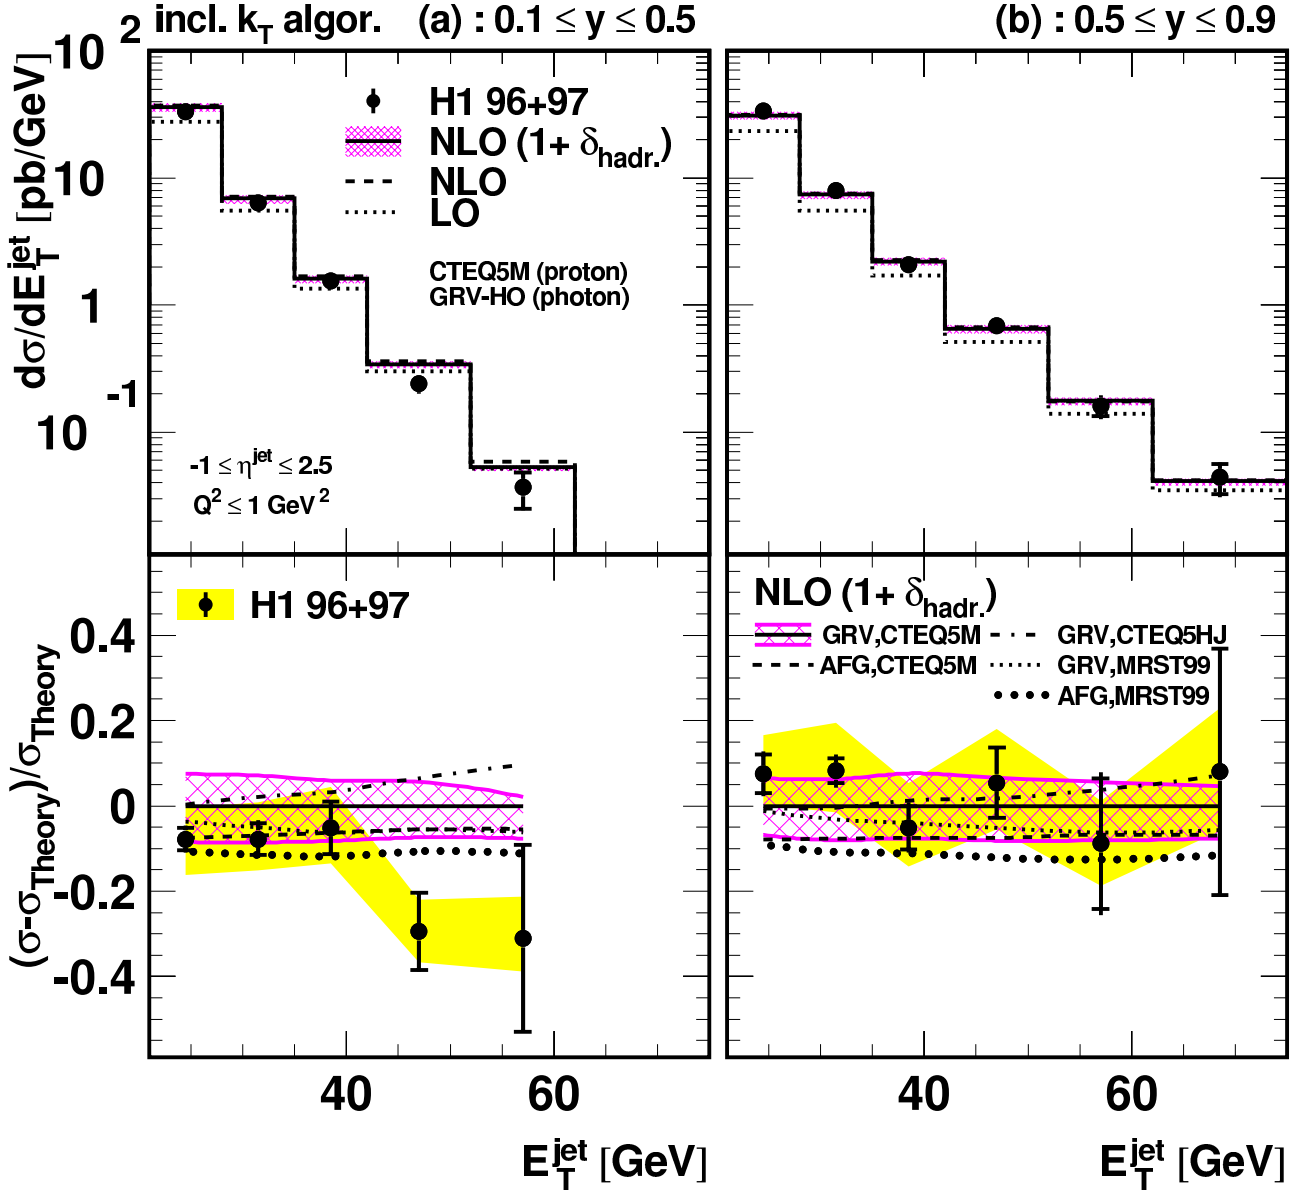 incl. k_T algor. (a) : 0.1 ≤ y ≤ 0.5
(b) : 0.5 ≤ y ≤ 0.9
dσ/dE_T^jet [pb/GeV]
10^2
10
1
10^-1
H1 96+97
NLO (1+ δ_hadr.)
NLO
LO
CTEQ5M (proton)
GRV-HO (photon)
-1 ≤ η^jet ≤ 2.5
Q^2 ≤ 1 GeV^2
(σ-σ_Theory)/σ_Theory
0.4
0.2
0
-0.2
-0.4
H1 96+97
NLO (1+ δ_hadr.)
GRV,CTEQ5M GRV,CTEQ5HJ
AFG,CTEQ5M GRV,MRST99
AFG,MRST99
40 60 40 60
E_T^jet [GeV] E_T^jet [GeV]